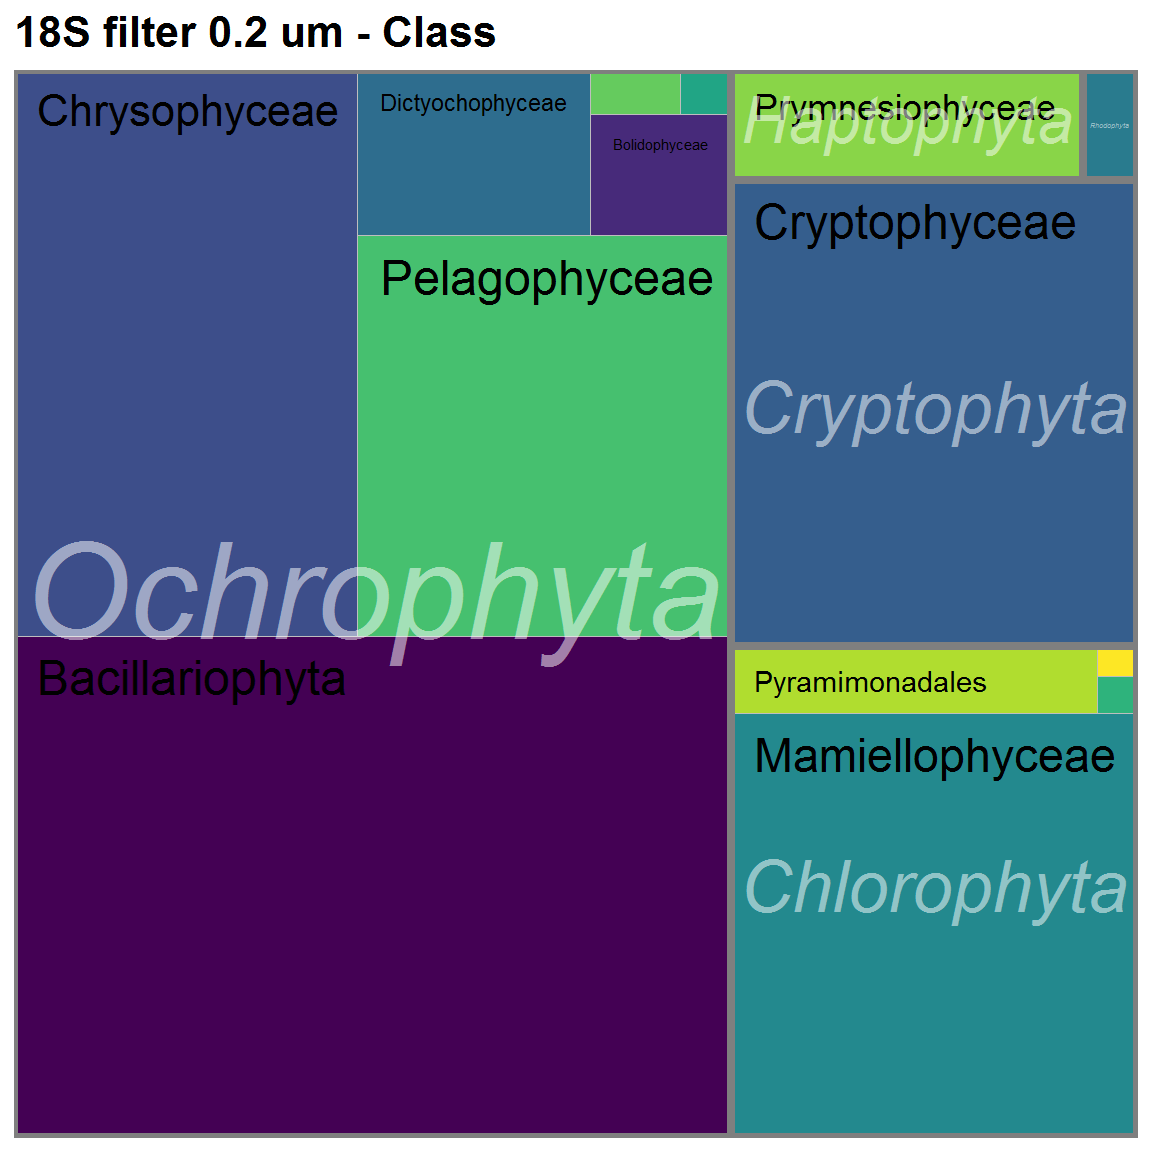 18S filter 0.2 um - Class
Chrysophyceae
Dictyochophyceae
Bolidophyceae
Pelagophyceae
Ochrophyta
Bacillariophyta
Prymnesiophyceae
Haptophyta
Rhodophyta
Cryptophyceae
Cryptophyta
Pyramimonadales
Mamiellophyceae
Chlorophyta